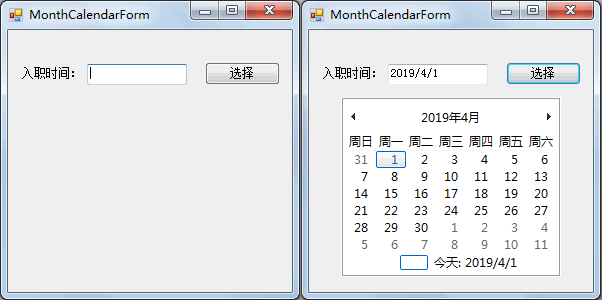 MonthCalendarForm
入职时间：
选择
MonthCalendarForm
入职时间：
2019/4/1
选择
2019年4月
周日 周一 周二 周三 周四 周五 周六
31 1 2 3 4 5 6
7 8 9 10 11 12 13
14 15 16 17 18 19 20
21 22 23 24 25 26 27
28 29 30 1 2 3 4
5 6 7 8 9 10 11
今天: 2019/4/1